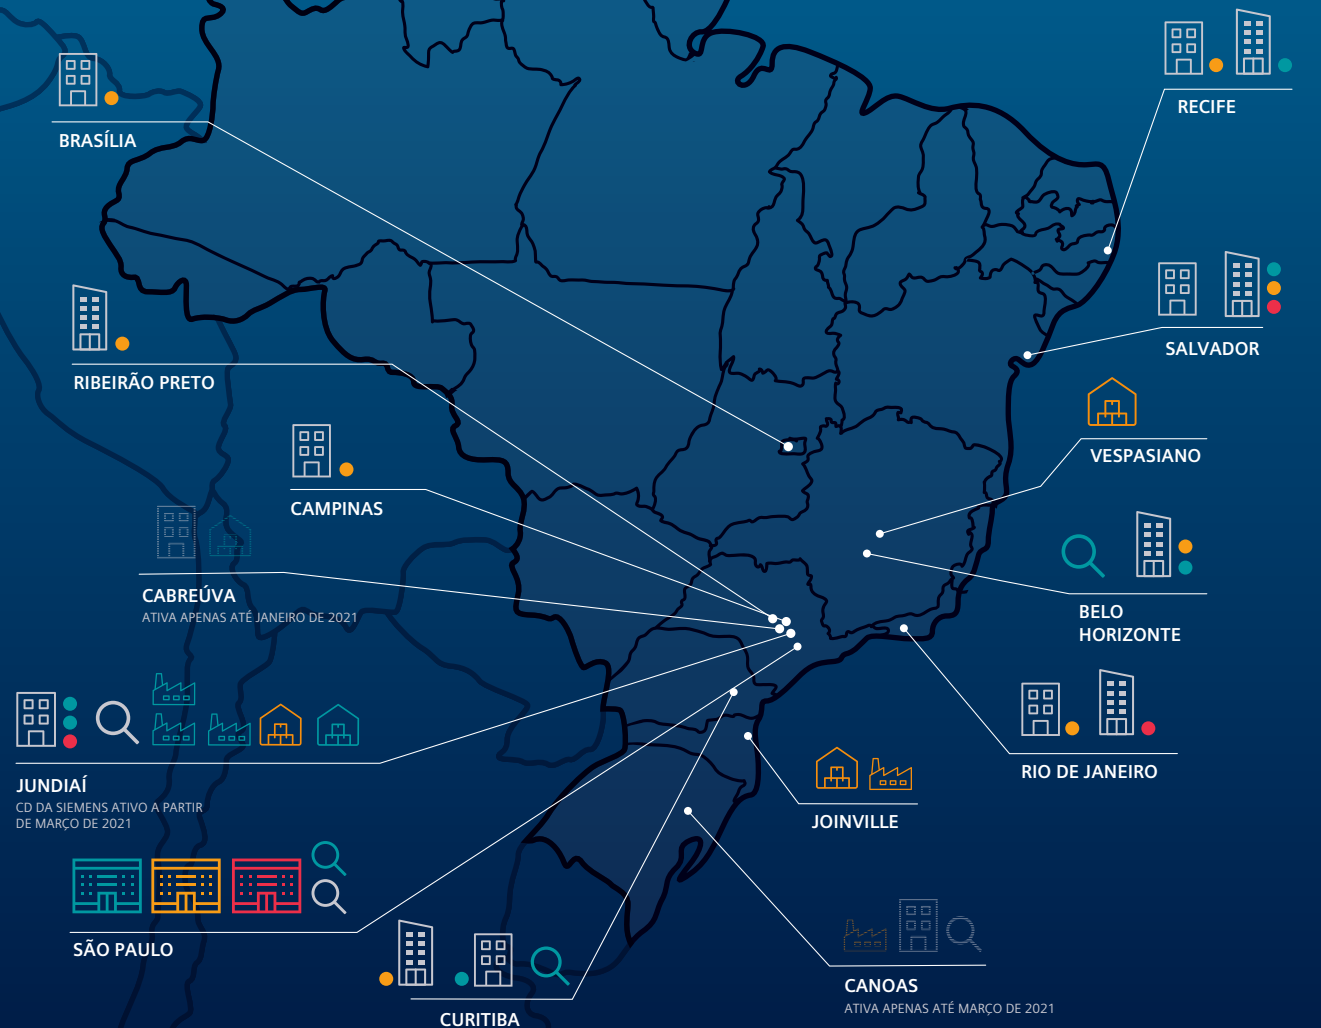 BRASÍLIA
RECIFE
SALVADOR
RIBEIRÃO PRETO
VESPASIANO
CAMPINAS
CABREÚVA
ATIVA APENAS ATÉ JANEIRO DE 2021
BELO
HORIZONTE
JUNDIAÍ
CD DA SIEMENS ATIVO A PARTIR
DE MARÇO DE 2021
RIO DE JANEIRO
JOINVILLE
SÃO PAULO
CANOAS
ATIVA APENAS ATÉ MARÇO DE 2021
CURITIBA